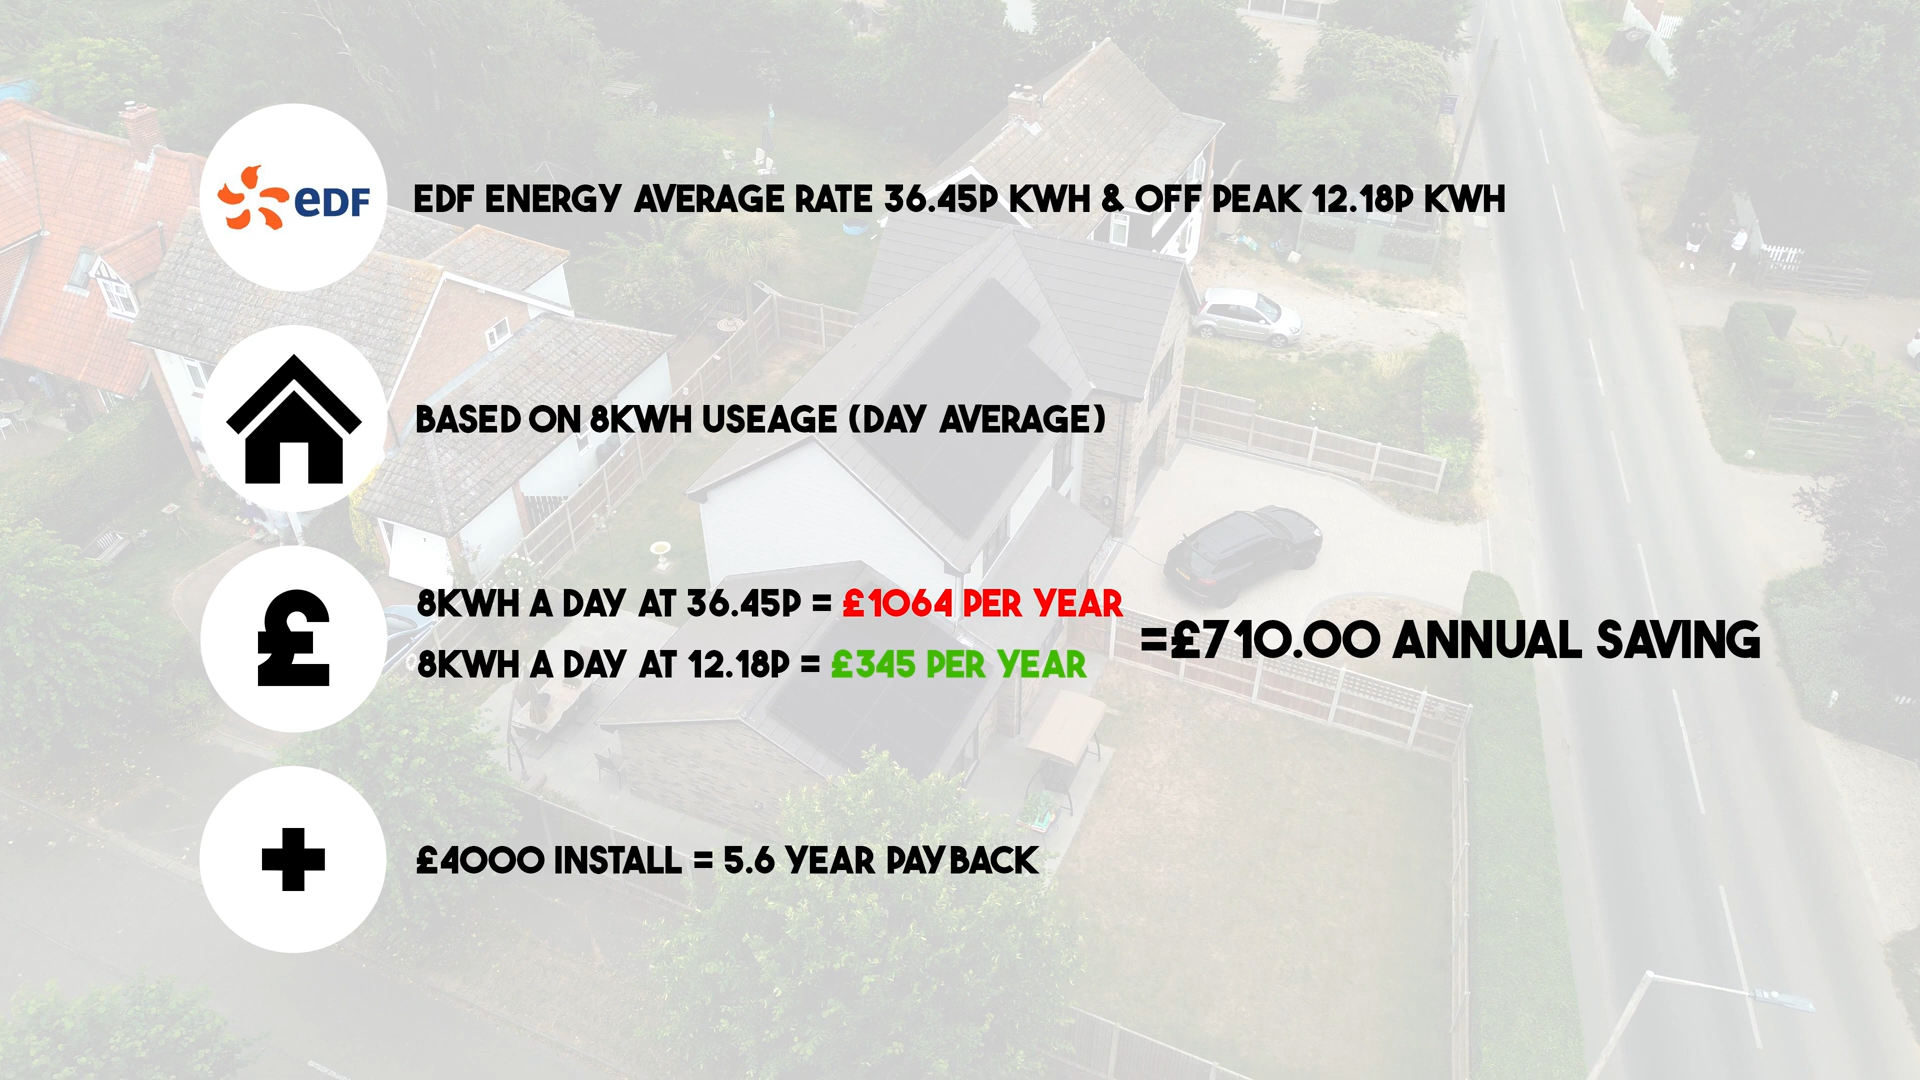 eDF
EDF ENERGY AVERAGE RATE 36.45P KWH & OFF PEAK 12.18P KWH
BASED ON 8KWH USEAGE (DAY AVERAGE)
£
8KWH A DAY AT 36.45P = £1064 PER YEAR
8KWH A DAY AT 12.18P = £345 PER YEAR
=£710.00 ANNUAL SAVING
£4000 INSTALL = 5.6 YEAR PAYBACK